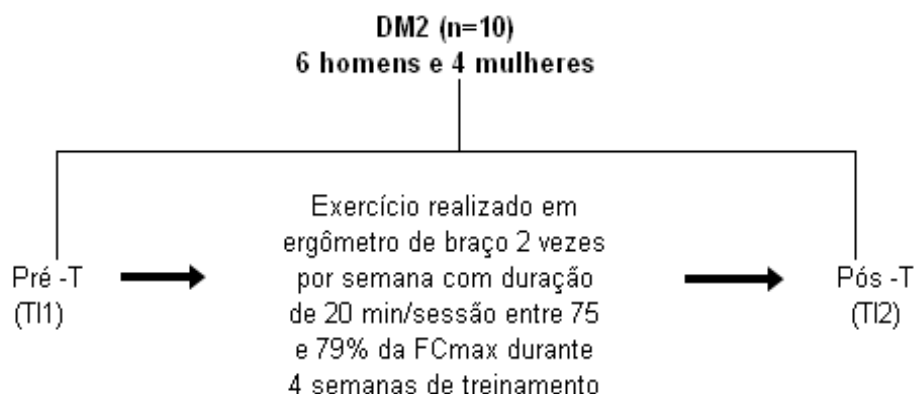 DM2 (n=10)
6 homens e 4 mulheres
Exercício realizado em
ergômetro de braço 2 vezes
por semana com duração
de 20 min/sessão entre 75
e 79% da FCmax durante
4 semanas de treinamento
Pré -T
(TI1)
Pós -T
(TI2)